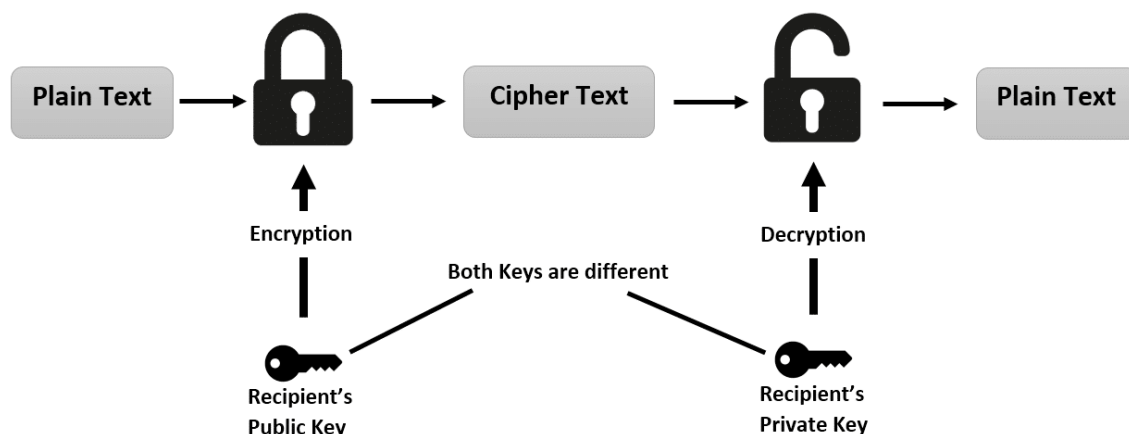 Plain Text
Cipher Text
Plain Text
Encryption
Decryption
Both Keys are different
Recipient's
Public Key
Recipient's
Private Key